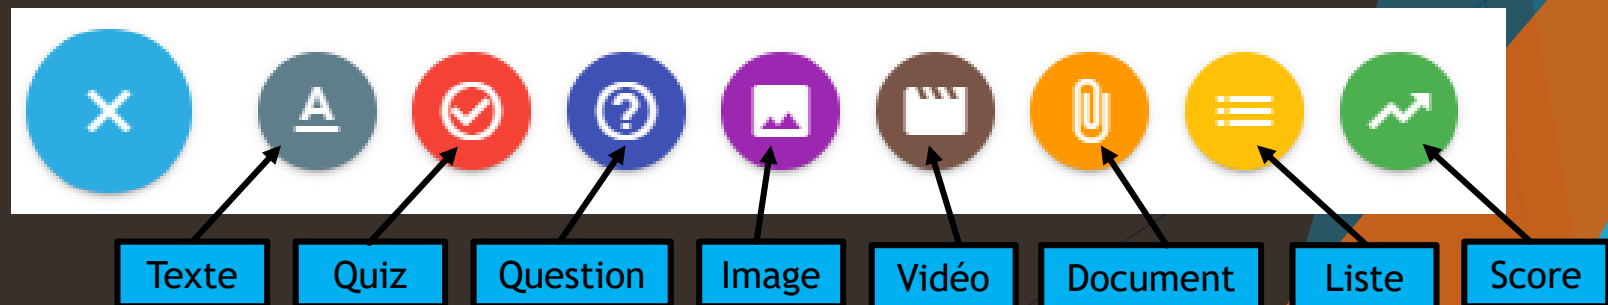 Texte
Quiz
Question
Image
Vidéo
Document
Liste
Score